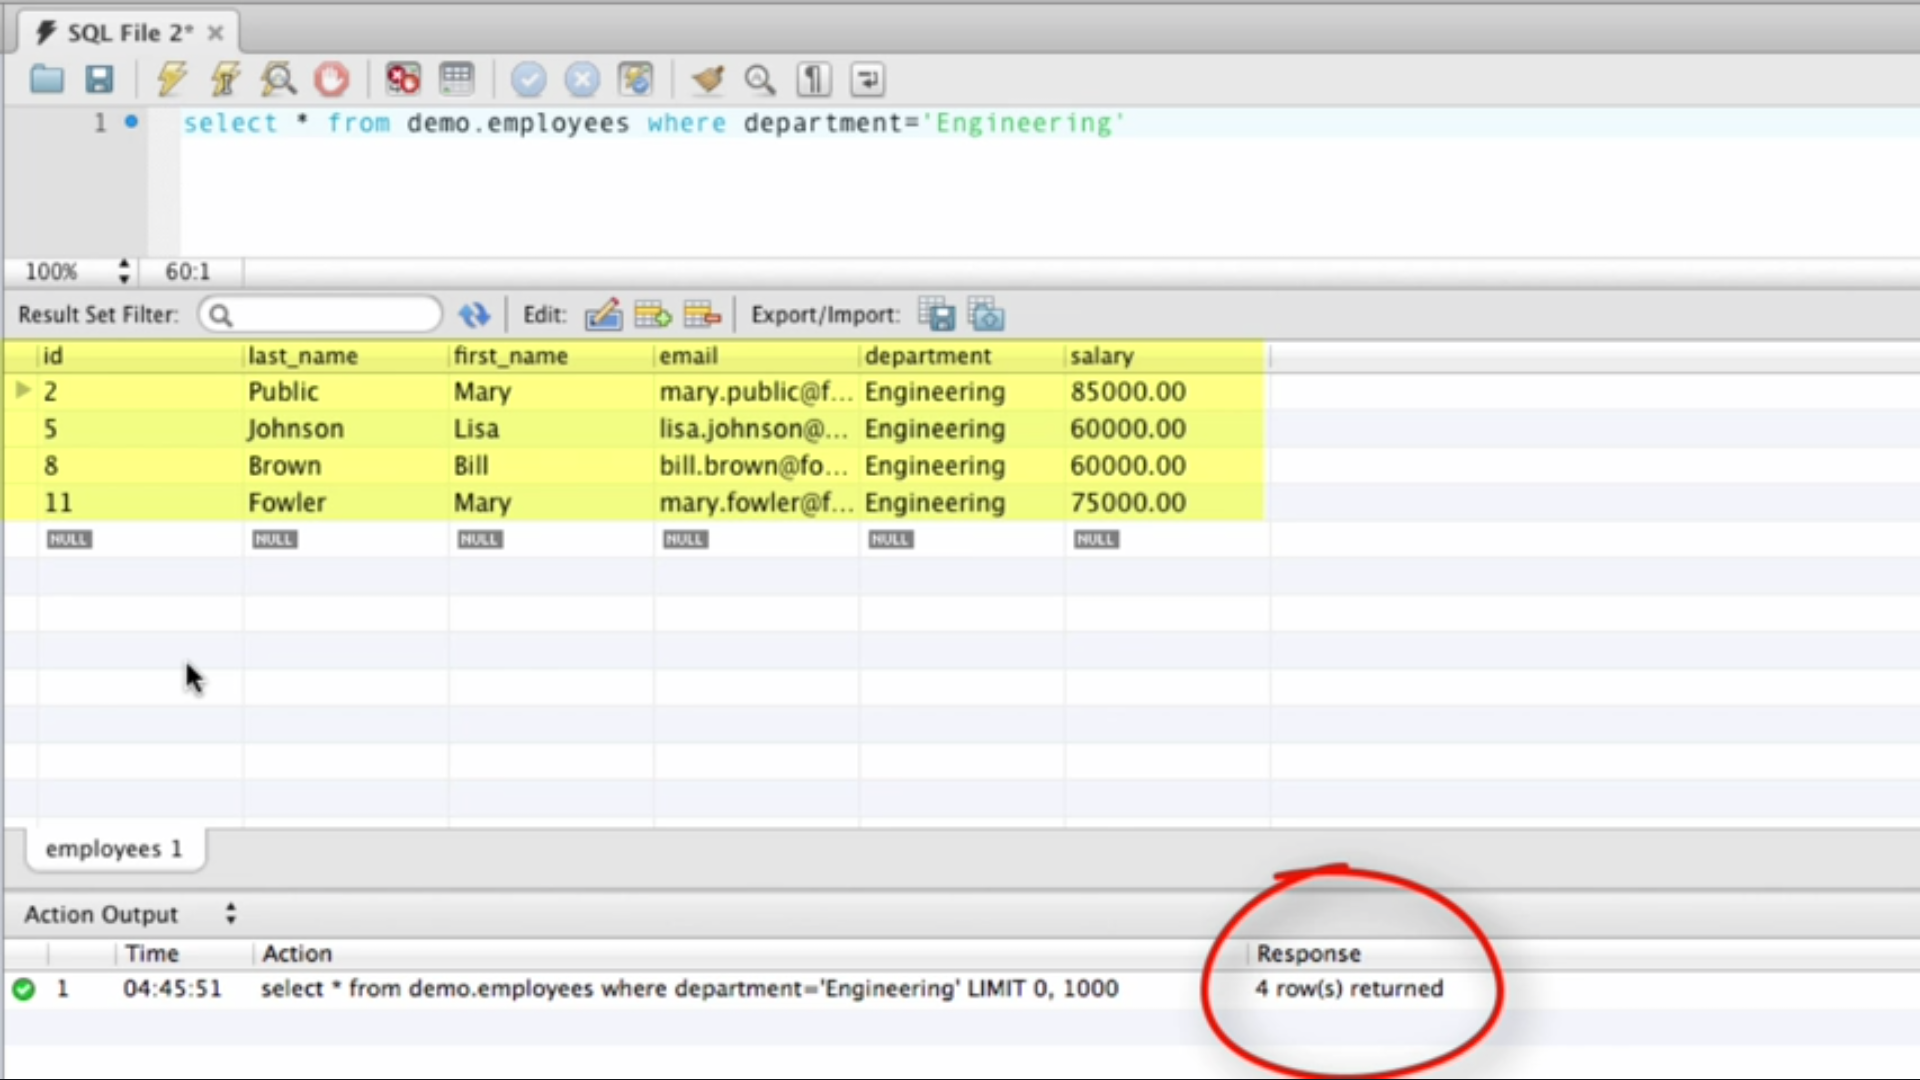 SQL File 2*
1 select * from demo.employees where department='Engineering'
100% 60:1
Result Set Filter: Edit: Export/Import:
id last_name first_name email department salary
2 Public Mary mary.public@f... Engineering 85000.00
5 Johnson Lisa lisa.johnson@... Engineering 60000.00
8 Brown Bill bill.brown@fo... Engineering 60000.00
11 Fowler Mary mary.fowler@f... Engineering 75000.00
NULL NULL NULL NULL NULL NULL
employees 1
Action Output
Time Action Response
1 04:45:51 select * from demo.employees where department='Engineering' LIMIT 0, 1000 4 row(s) returned